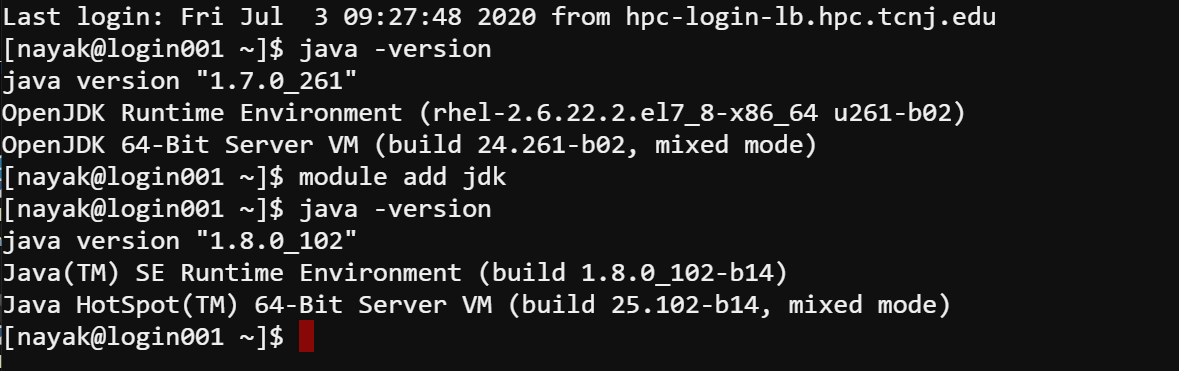 Last login: Fri Jul  3 09:27:48 2020 from hpc-login-lb.hpc.tcnj.edu
[nayak@login001 ~]$ java -version
java version "1.7.0_261"
OpenJDK Runtime Environment (rhel-2.6.22.2.el7_8-x86_64 u261-b02)
OpenJDK 64-Bit Server VM (build 24.261-b02, mixed mode)
[nayak@login001 ~]$ module add jdk
[nayak@login001 ~]$ java -version
java version "1.8.0_102"
Java(TM) SE Runtime Environment (build 1.8.0_102-b14)
Java HotSpot(TM) 64-Bit Server VM (build 25.102-b14, mixed mode)
[nayak@login001 ~]$